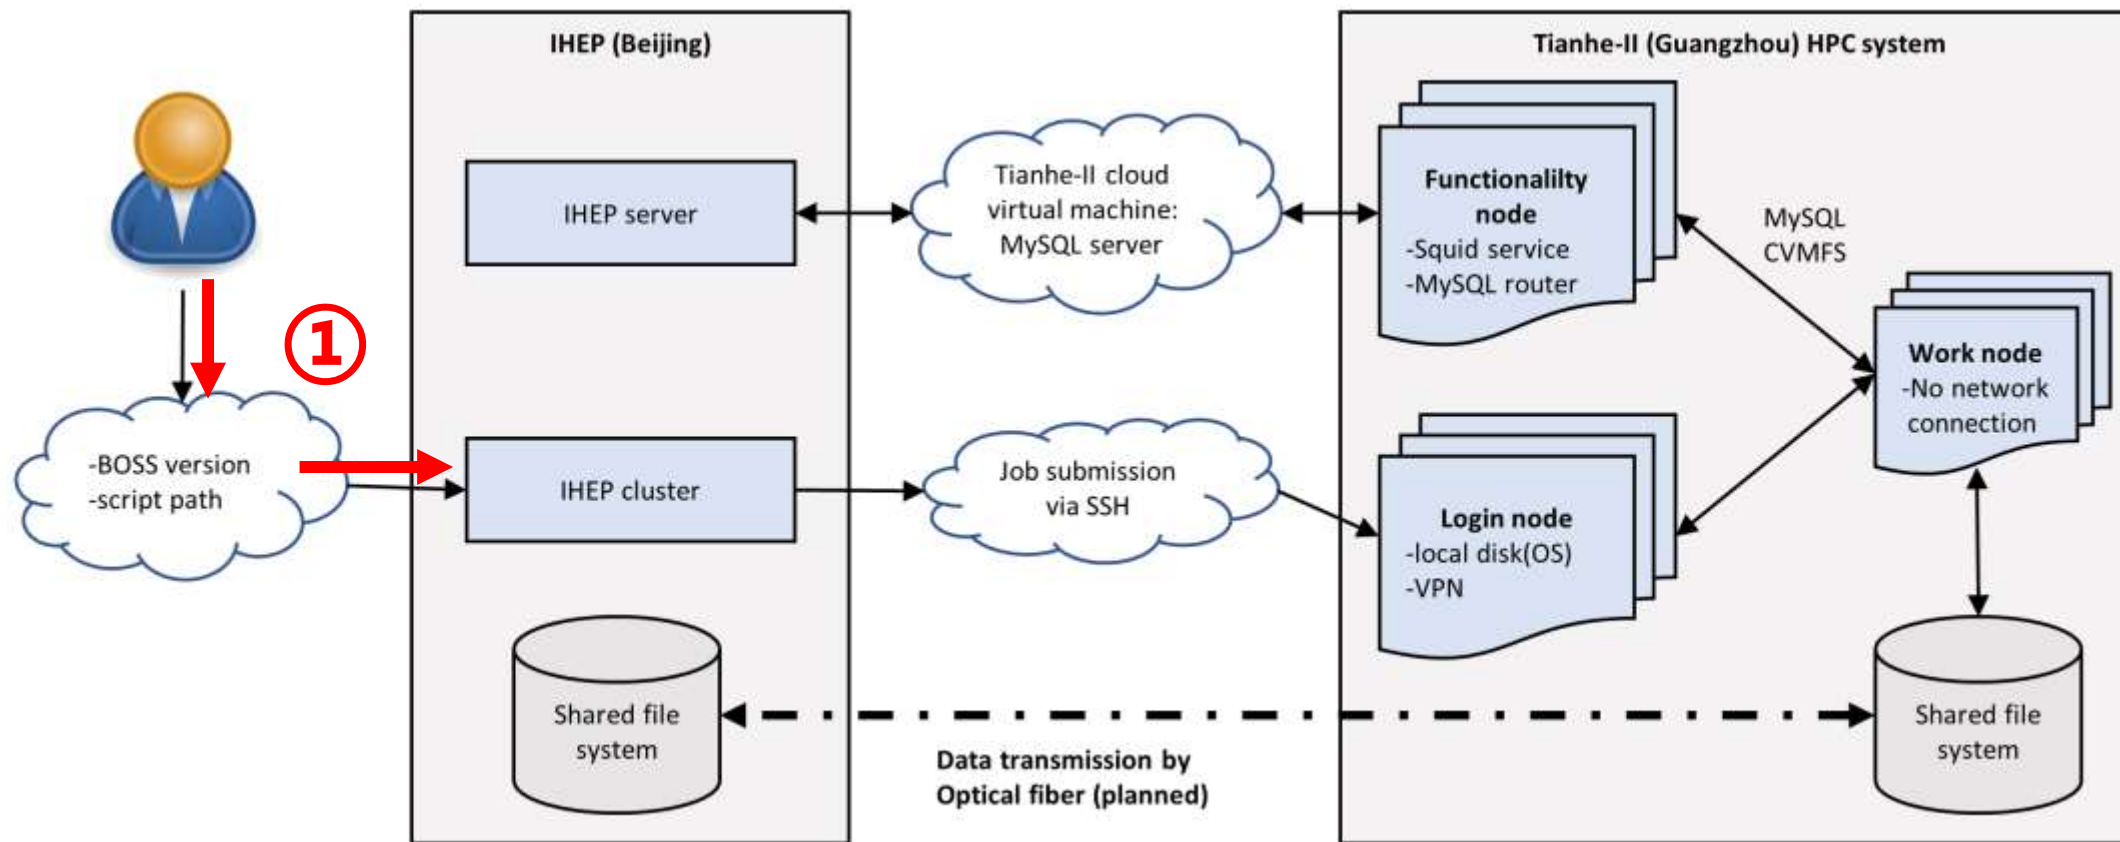 IHEP (Beijing)
Tianhe-II (Guangzhou) HPC system
IHEP server
Tianhe-II cloud
virtual machine:
MySQL server
Functionalilty
node
-Squid service
-MySQL router
MySQL
CVMFS
①
Work node
-No network
connection
-BOSS version
-script path
IHEP cluster
Job submission
via SSH
Login node
-local disk(OS)
-VPN
Shared file
system
Data transmission by
Optical fiber (planned)
Shared file
system